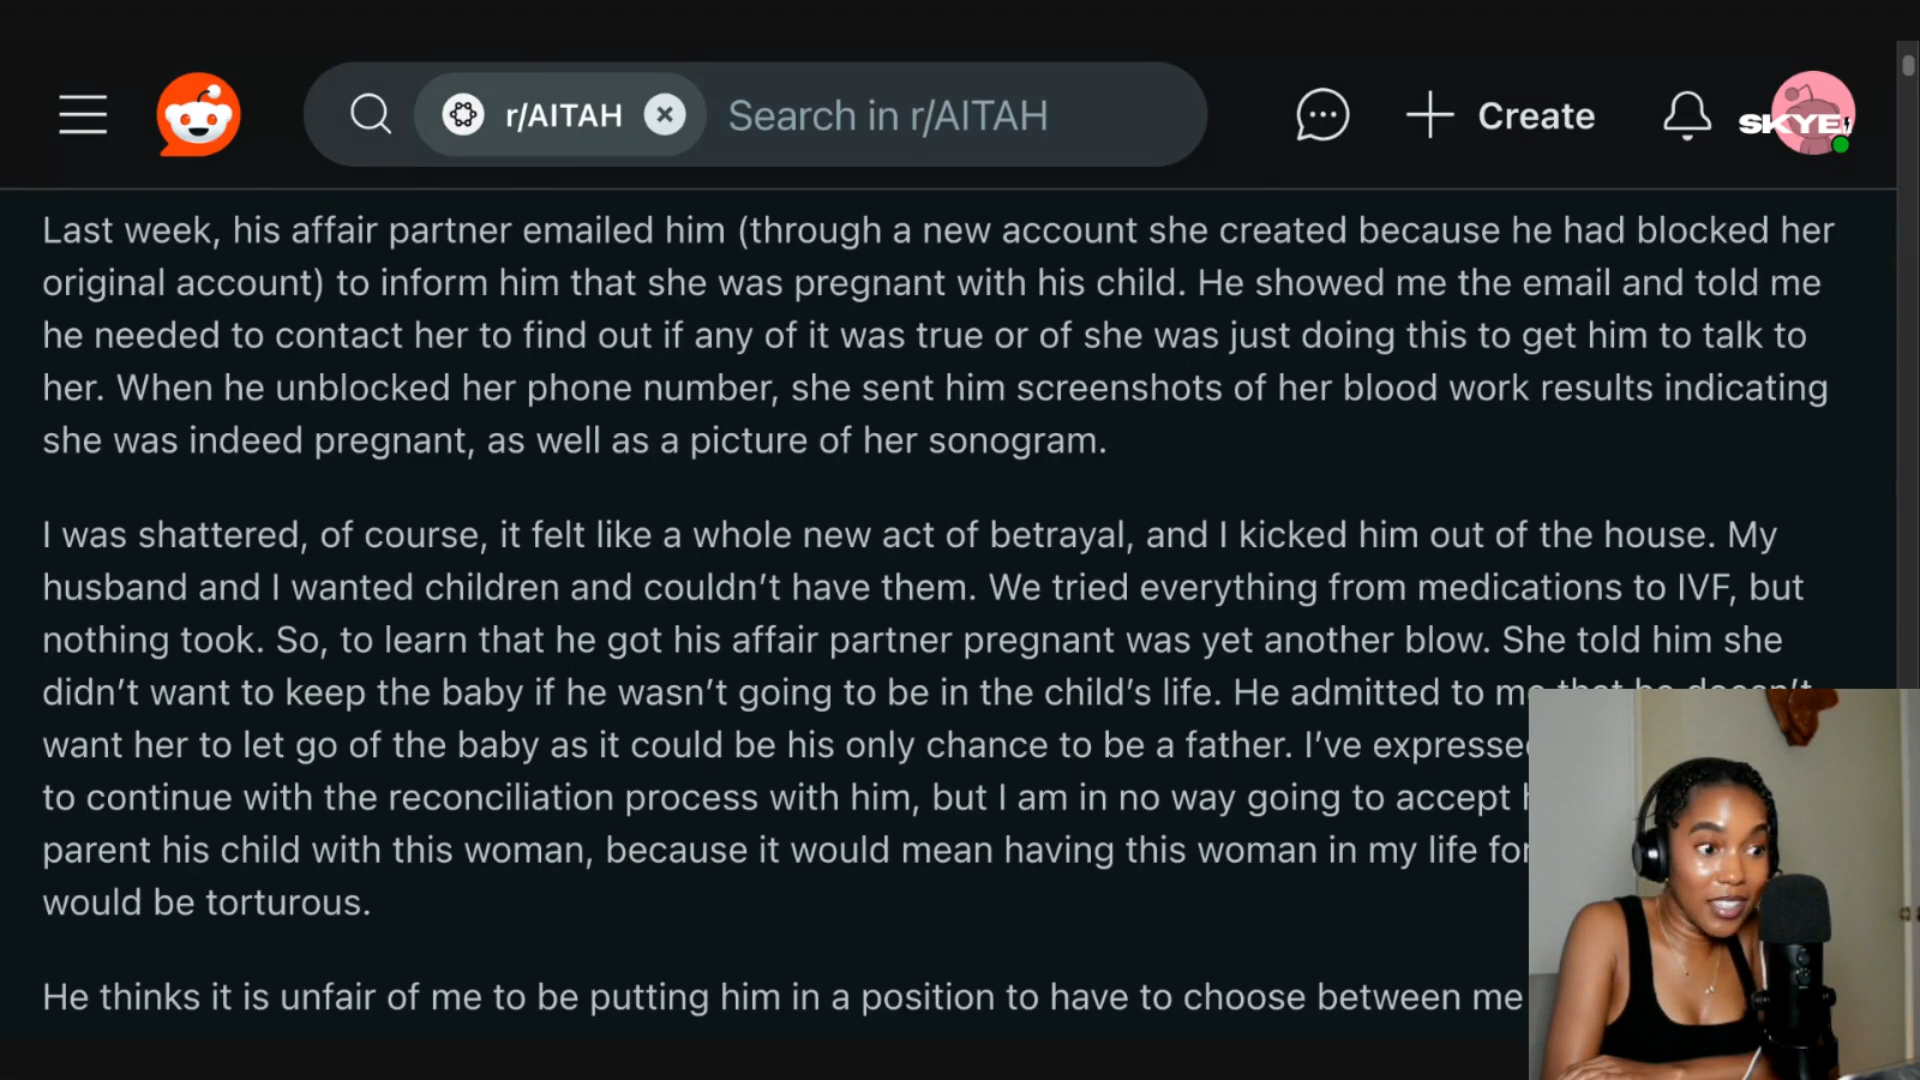 r/AITAH
Search in r/AITAH
Create
SKYE!
Last week, his affair partner emailed him (through a new account she created because he had blocked her
original account) to inform him that she was pregnant with his child. He showed me the email and told me
he needed to contact her to find out if any of it was true or of she was just doing this to get him to talk to
her. When he unblocked her phone number, she sent him screenshots of her blood work results indicating
she was indeed pregnant, as well as a picture of her sonogram.
I was shattered, of course, it felt like a whole new act of betrayal, and I kicked him out of the house. My
husband and I wanted children and couldn’t have them. We tried everything from medications to IVF, but
nothing took. So, to learn that he got his affair partner pregnant was yet another blow. She told him she
didn’t want to keep the baby if he wasn’t going to be in the child’s life. He admitted to me that he doesn’t
want her to let go of the baby as it could be his only chance to be a father. I’ve expressed
to continue with the reconciliation process with him, but I am in no way going to accept
parent his child with this woman, because it would mean having this woman in my life for
would be torturous.
He thinks it is unfair of me to be putting him in a position to have to choose between me